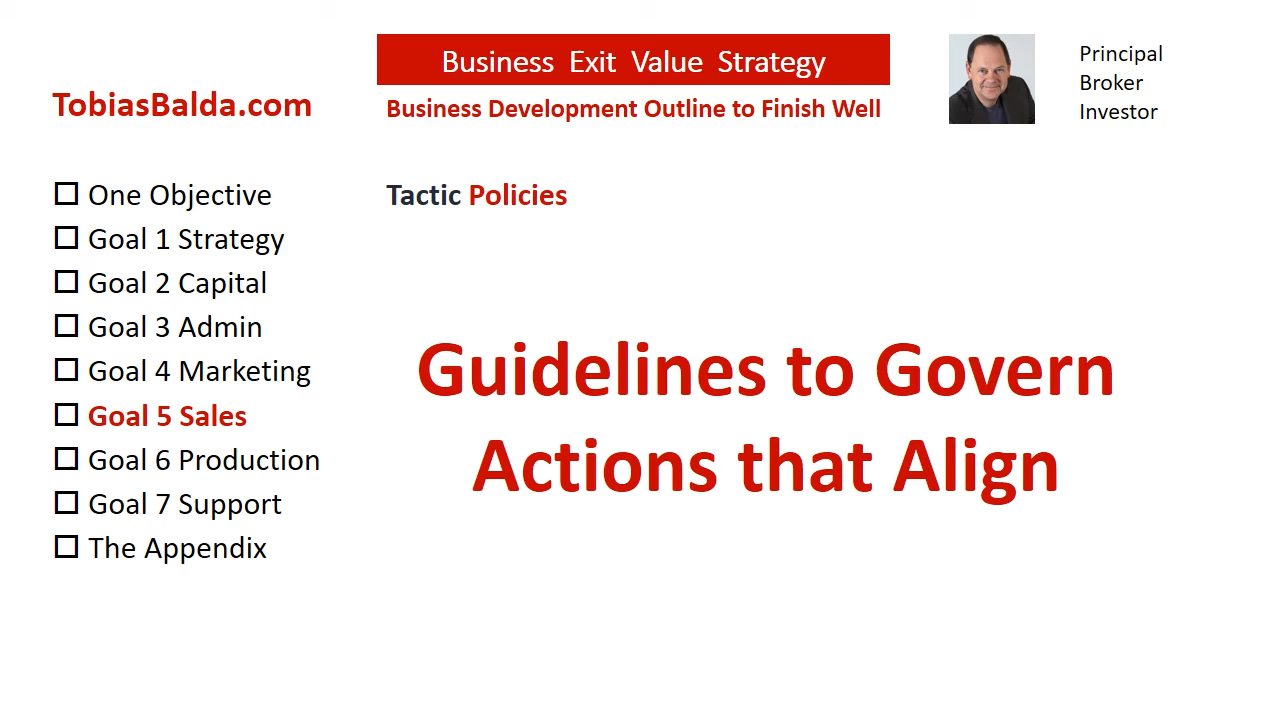 Business Exit Value Strategy
TobiasBalda.com
Business Development Outline to Finish Well
Principal
Broker
Investor
One Objective
Goal 1 Strategy
Goal 2 Capital
Goal 3 Admin
Goal 4 Marketing
Goal 5 Sales
Goal 6 Production
Goal 7 Support
The Appendix
Tactic Policies
Guidelines to Govern
Actions that Align